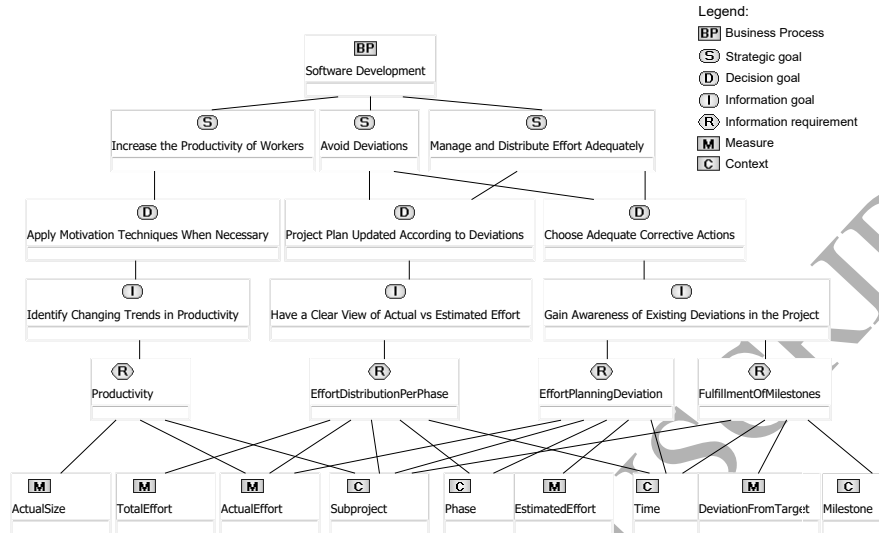 Legend:
BP Business Process
S Strategic goal
D Decision goal
I Information goal
R Information requirement
M Measure
C Context
BP
Software Development
S S S
Increase the Productivity of Workers Avoid Deviations Manage and Distribute Effort Adequately
D D D
Apply Motivation Techniques When Necessary Project Plan Updated According to Deviations Choose Adequate Corrective Actions
I I I
Identify Changing Trends in Productivity Have a Clear View of Actual vs Estimated Effort Gain Awareness of Existing Deviations in the Project
R R R R
Productivity EffortDistributionPerPhase EffortPlanningDeviation FulfillmentOfMilestones
M M M C C M C M C
ActualSize TotalEffort ActualEffort Subproject Phase EstimatedEffort Time DeviationFromTarget Milestone